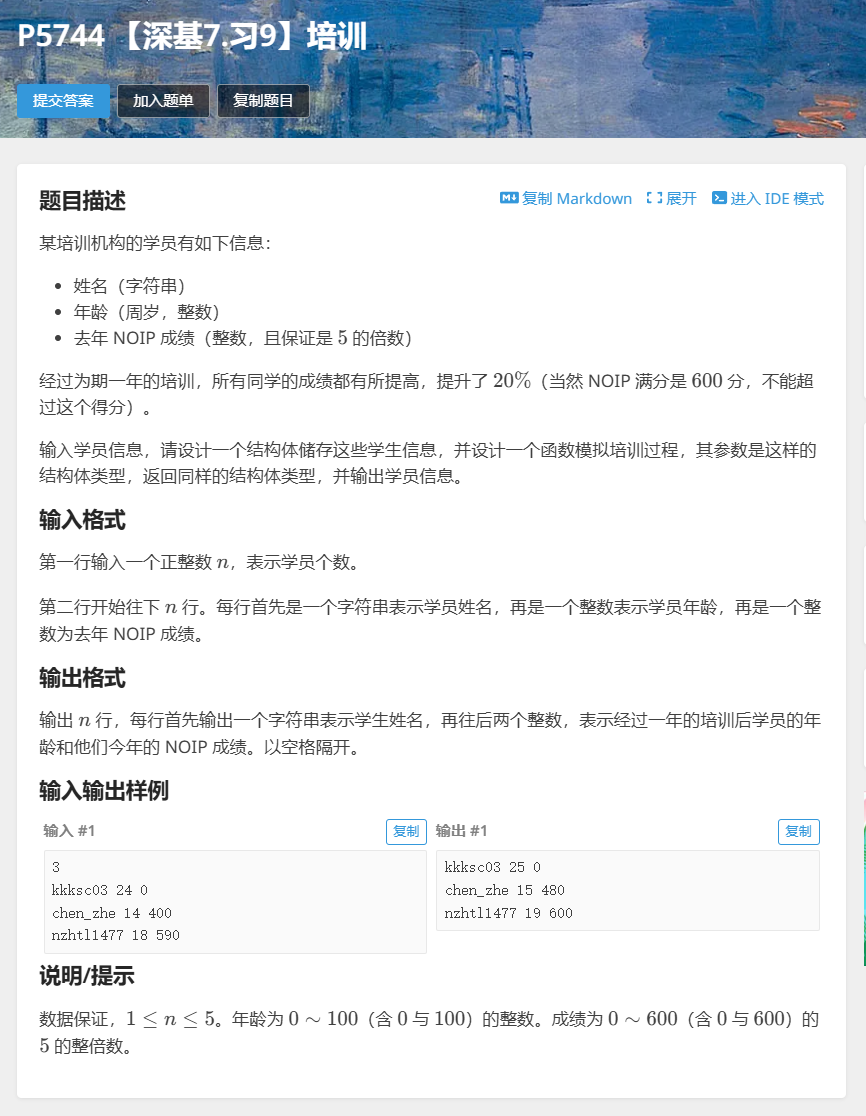 P5744 【深基7.习9】培训
提交答案 加入题单 复制题目
题目描述
复制 Markdown 展开 进入 IDE 模式
某培训机构的学员有如下信息：
• 姓名（字符串）
• 年龄（周岁，整数）
• 去年 NOIP 成绩（整数，且保证是 5 的倍数）
经过为期一年的培训，所有同学的成绩都有所提高，提升了 20%（当然 NOIP 满分是 600 分，不能超
过这个得分）。
输入学员信息，请设计一个结构体储存这些学生信息，并设计一个函数模拟培训过程，其参数是这样的
结构体类型，返回同样的结构体类型，并输出学员信息。
输入格式
第一行输入一个正整数 n，表示学员个数。
第二行开始往下 n 行。每行首先是一个字符串表示学员姓名，再是一个整数表示学员年龄，再是一个整
数为去年 NOIP 成绩。
输出格式
输出 n 行，每行首先输出一个字符串表示学生姓名，再往后两个整数，表示经过一年的培训后学员的年
龄和他们今年的 NOIP 成绩。以空格隔开。
输入输出样例
输入 #1 复制
3
kkksc03 24 0
chen_zhe 14 400
nzhtl1477 18 590
输出 #1 复制
kkksc03 25 0
chen_zhe 15 480
nzhtl1477 19 600
说明/提示
数据保证，1 ≤ n ≤ 5。年龄为 0 ∼ 100（含 0 与 100）的整数。成绩为 0 ∼ 600（含 0 与 600）的
5 的整倍数。